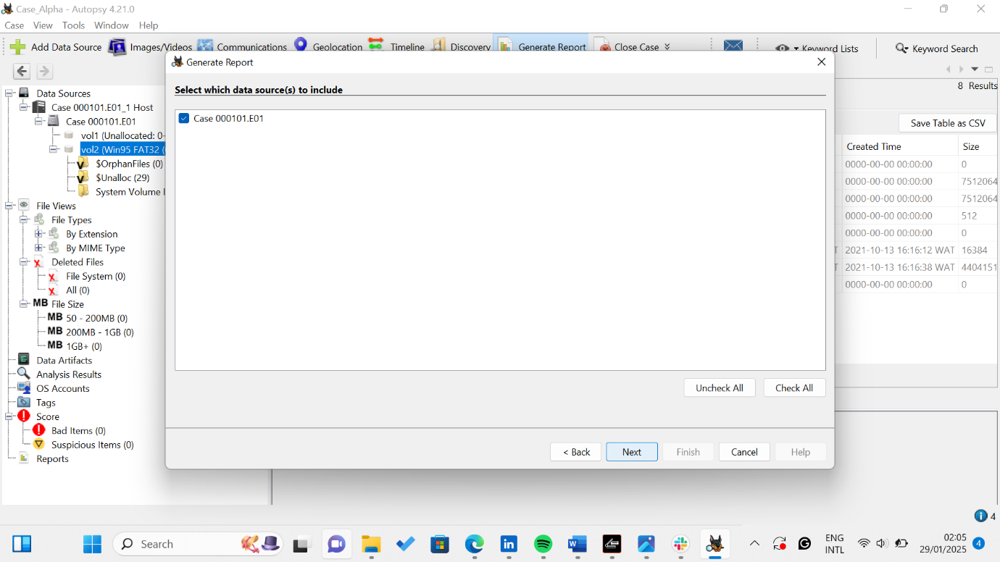 Case_Alpha - Autopsy 4.21.0
Case View Tools Window Help
Add Data Source Images/Videos Communications Geolocation Timeline Discovery Generate Report Close Case Keyword Lists Keyword Search
8 Results
Save Table as CSV
Data Sources
Case 000101.E01_1 Host
Case 000101.E01
vol1 (Unallocated: 0-
vol2 (Win95 FAT32 (
$OrphanFiles (0)
$Unalloc (29)
System Volume
File Views
File Types
By Extension
By MIME Type
Deleted Files
File System (0)
All (0)
MB File Size
MB 50 - 200MB (0)
MB 200MB - 1GB (0)
MB 1GB+ (0)
Data Artifacts
Analysis Results
OS Accounts
Tags
Score
Bad Items (0)
Suspicious Items (0)
Reports
Generate Report
Select which data source(s) to include
Case 000101.E01
Uncheck All Check All
< Back Next Finish Cancel Help
Created Time Size
0000-00-00 00:00:00 0
0000-00-00 00:00:00 7512064
0000-00-00 00:00:00 7512064
0000-00-00 00:00:00 512
0000-00-00 00:00:00 0
T 2021-10-13 16:16:12 WAT 16384
T 2021-10-13 16:16:38 WAT 4404151
0000-00-00 00:00:00 0
4
Search
ENG
INTL
02:05
29/01/2025
4